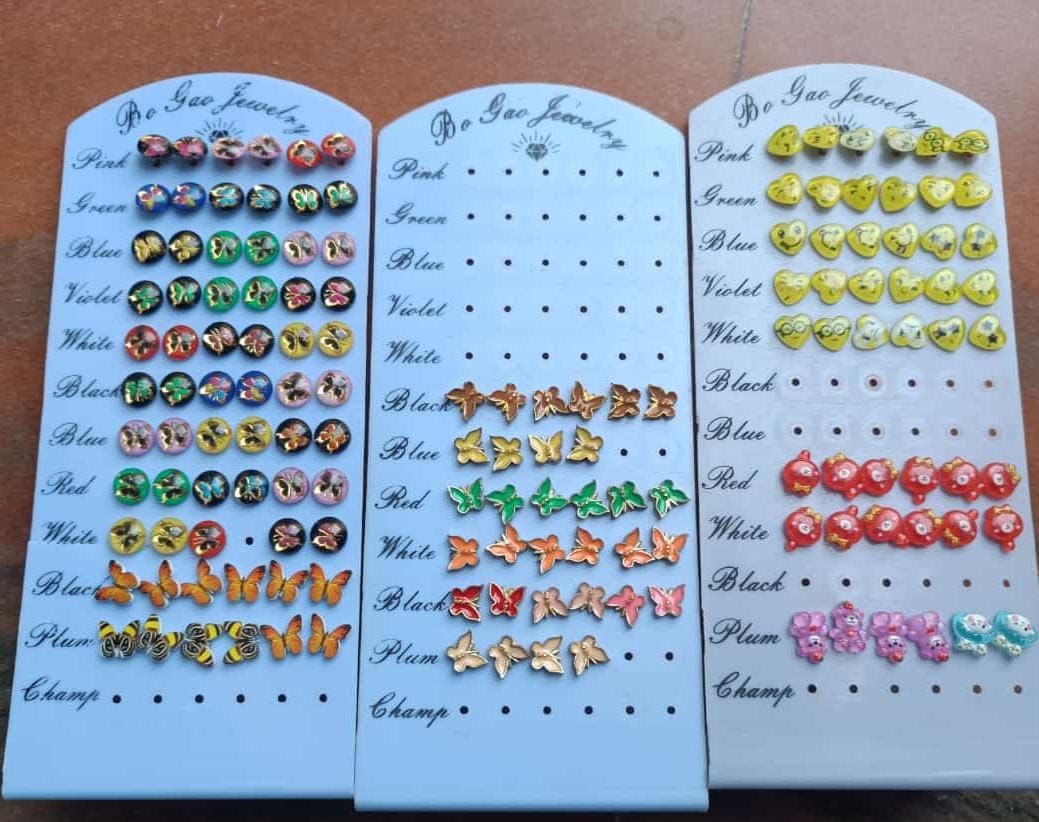 Bo Gao Jewelry
Pink
Green
Blue
Violet
White
Black
Blue
Red
White
Black
Plum
Champ
Bo Gao Jewelry
Pink
Green
Blue
Violet
White
Black
Blue
Red
White
Black
Plum
Champ
Bo Gao Jewelry
Pink
Green
Blue
Violet
White
Black
Blue
Red
White
Black
Plum
Champ